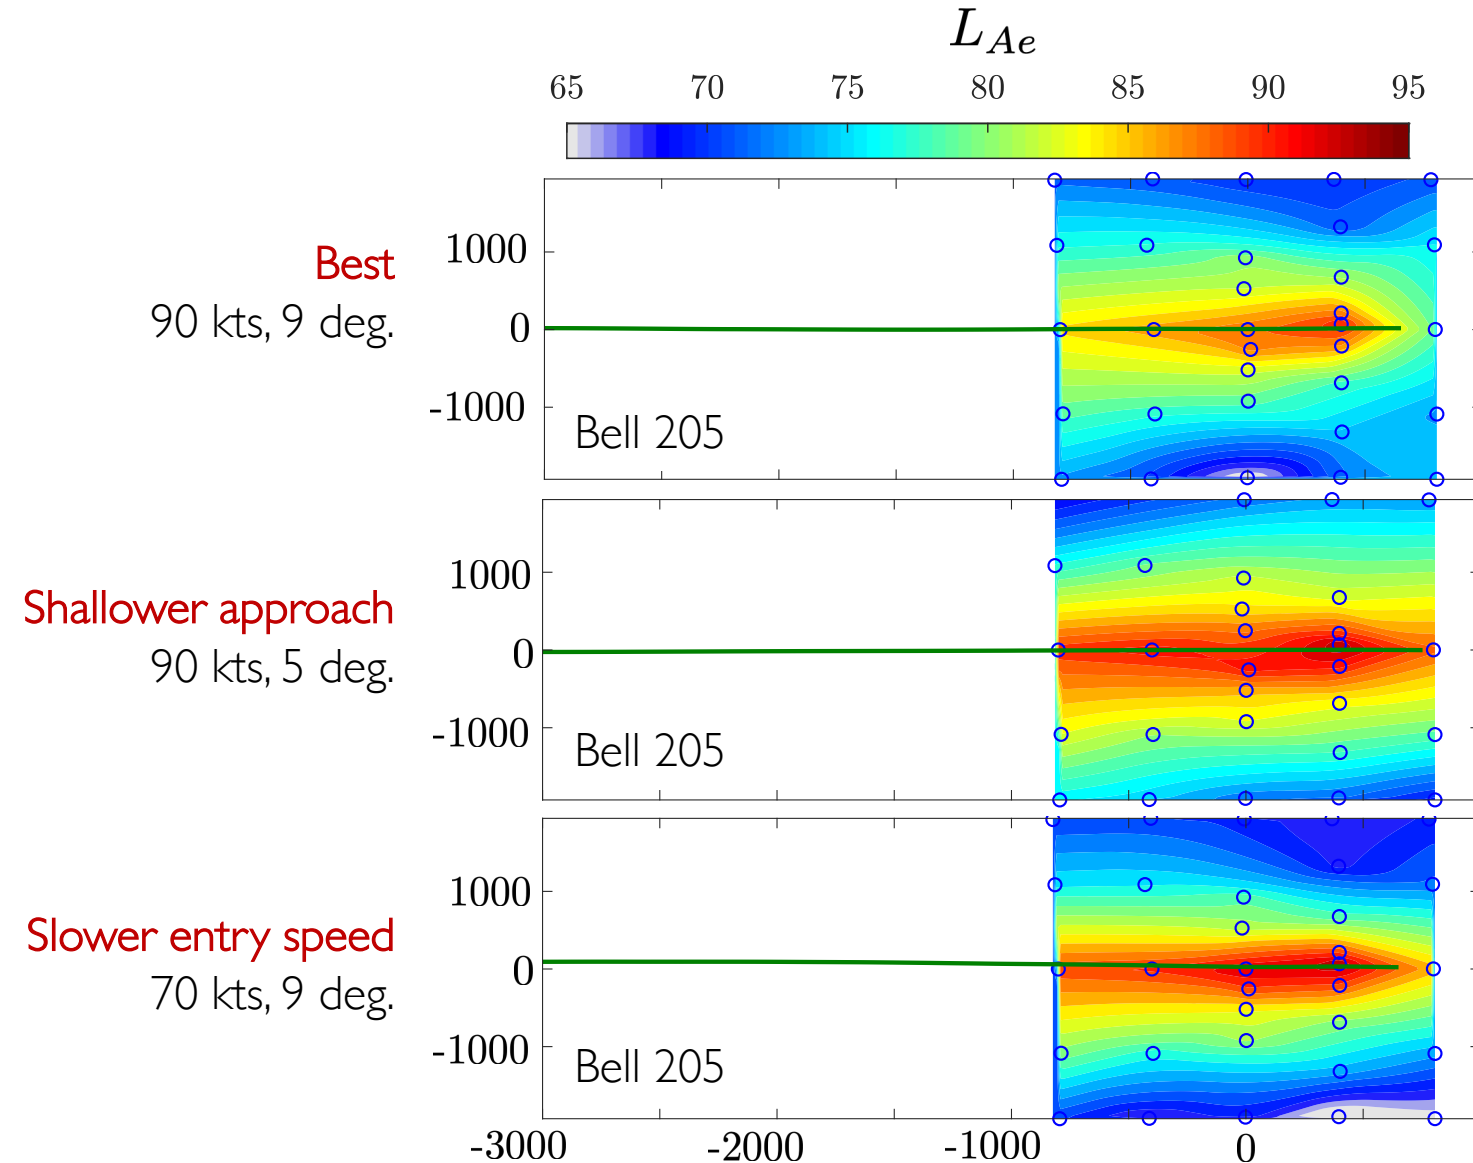 L_{Ae}
65 70 75 80 85 90 95
Best
90 kts, 9 deg.
1000
0
-1000
Bell 205
Shallower approach
90 kts, 5 deg.
1000
0
-1000
Bell 205
Slower entry speed
70 kts, 9 deg.
1000
0
-1000
Bell 205
-3000 -2000 -1000 0